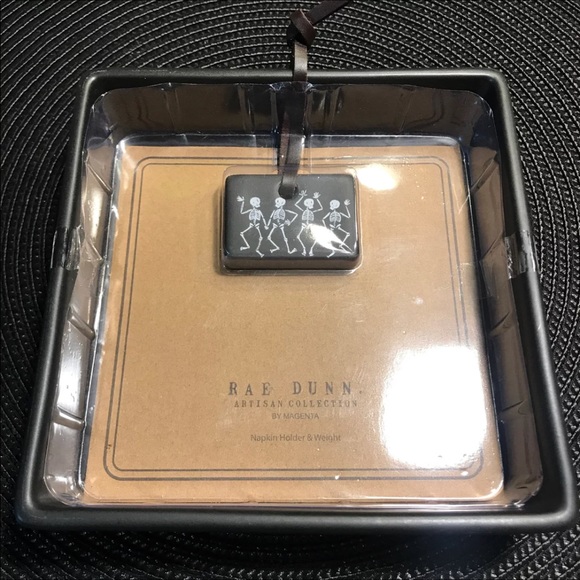 RAE DUNN.
ARTISAN COLLECTION
BY MAGENTA
Napkin Holder & Weight